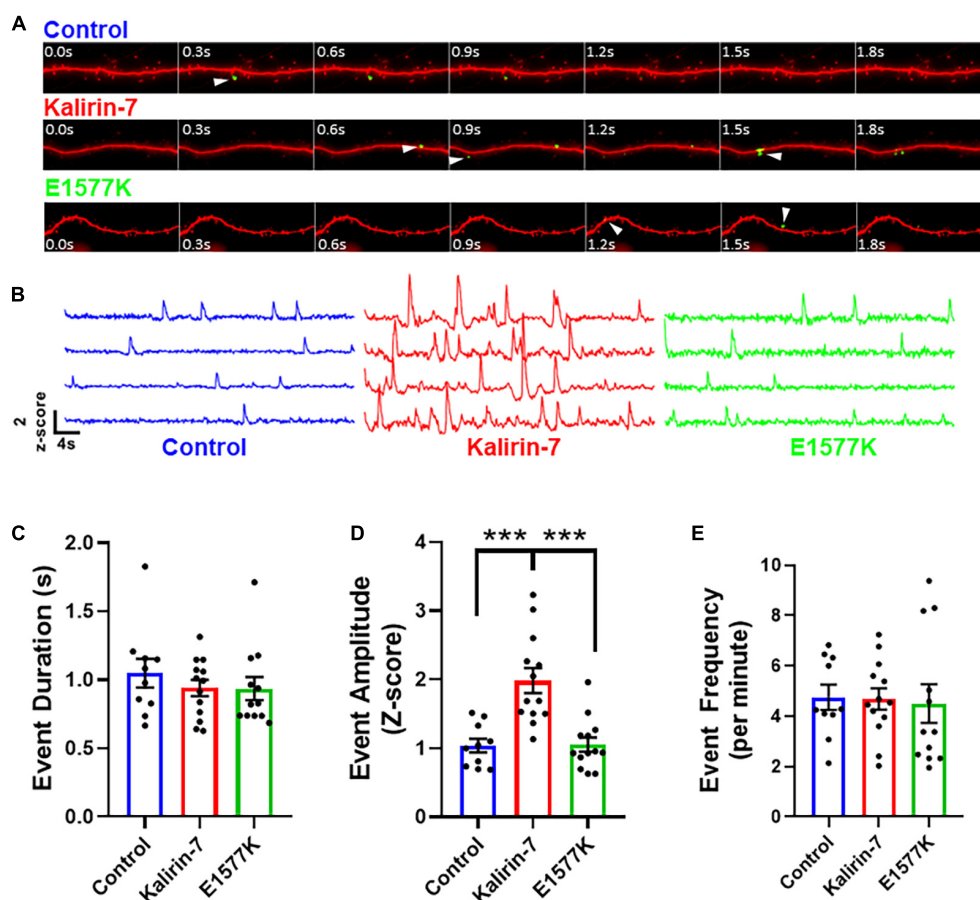 A
Control
0.0s 0.3s 0.6s 0.9s 1.2s 1.5s 1.8s
Kalirin-7
0.0s 0.3s 0.6s 0.9s 1.2s 1.5s 1.8s
E1577K
0.0s 0.3s 0.6s 0.9s 1.2s 1.5s 1.8s
B
2
z-score
4s
Control Kalirin-7 E1577K
C
Event Duration (s)
2.0
1.5
1.0
0.5
0.0
Control Kalirin-7 E1577K
D
Event Amplitude
(Z-score)
*** ***
4
3
2
1
0
Control Kalirin-7 E1577K
E
Event Frequency
(per minute)
10
8
6
4
2
0
Control Kalirin-7 E1577K